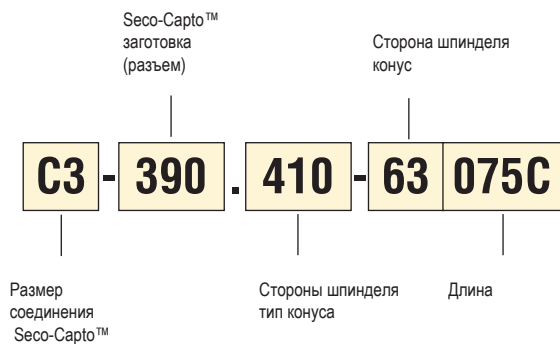 Seco-Capto™
заготовка
(разъем)
Сторона шпинделя
конус
C3 - 390 . 410 - 63 075C
Размер
соединения
Seco-Capto™
Стороны шпинделя
тип конуса
Длина